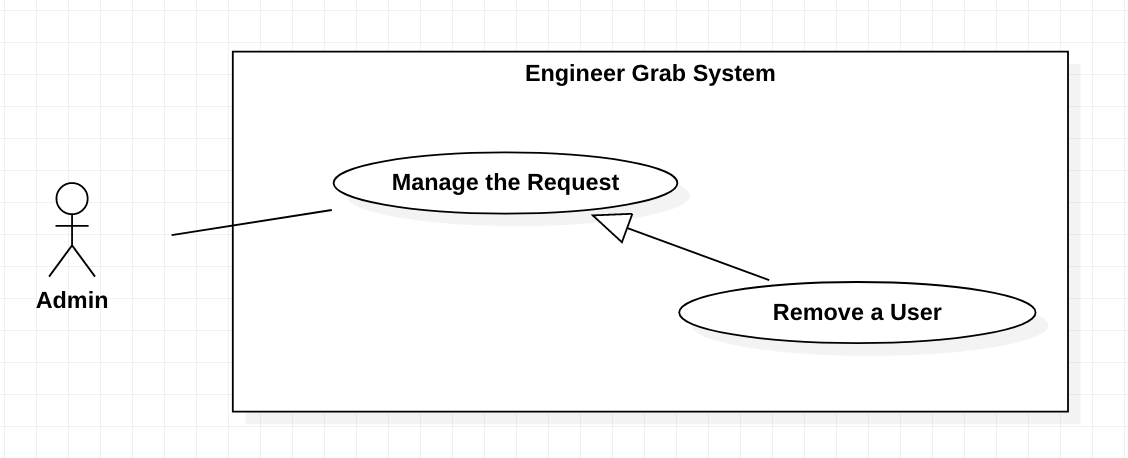 Engineer Grab System
Manage the Request
Admin
Remove a User